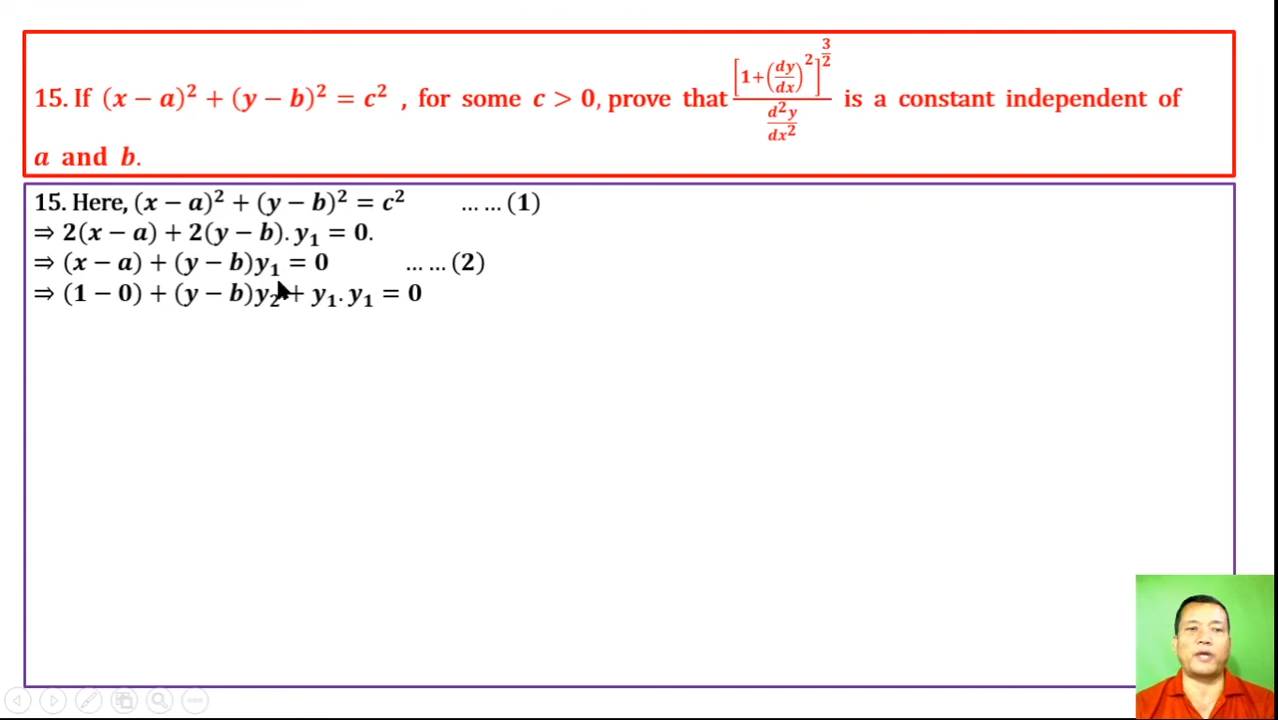 15. If (x − a)² + (y − b)² = c² , for some c > 0, prove that [1+(dy/dx)²]^(3/2) / (d²y/dx²) is a constant independent of
a and b.
15. Here, (x − a)² + (y − b)² = c² … … (1)
⇒ 2(x − a) + 2(y − b). y₁ = 0.
⇒ (x − a) + (y − b)y₁ = 0 … … (2)
⇒ (1 − 0) + (y − b)y₂ + y₁. y₁ = 0